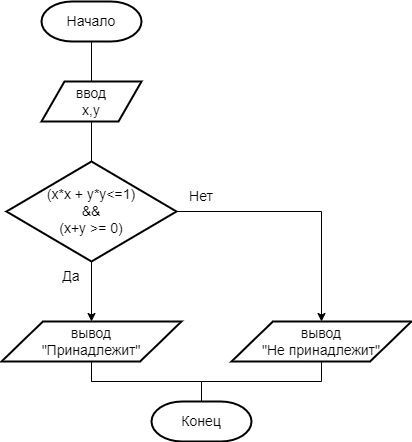 Начало
ввод
x,y
(x*x + y*y<=1)
&&
(x+y >= 0)
Нет
Да
вывод
"Принадлежит"
вывод
"Не принадлежит"
Конец